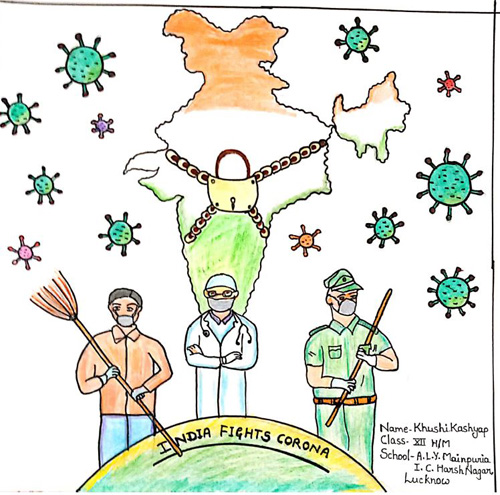 INDIA FIGHTS CORONA
Name- Khushi Kashyap
Class- XII H/M
School- A.L.Y. Mainpuria
I. C. Harsh Nagar,
Lucknow